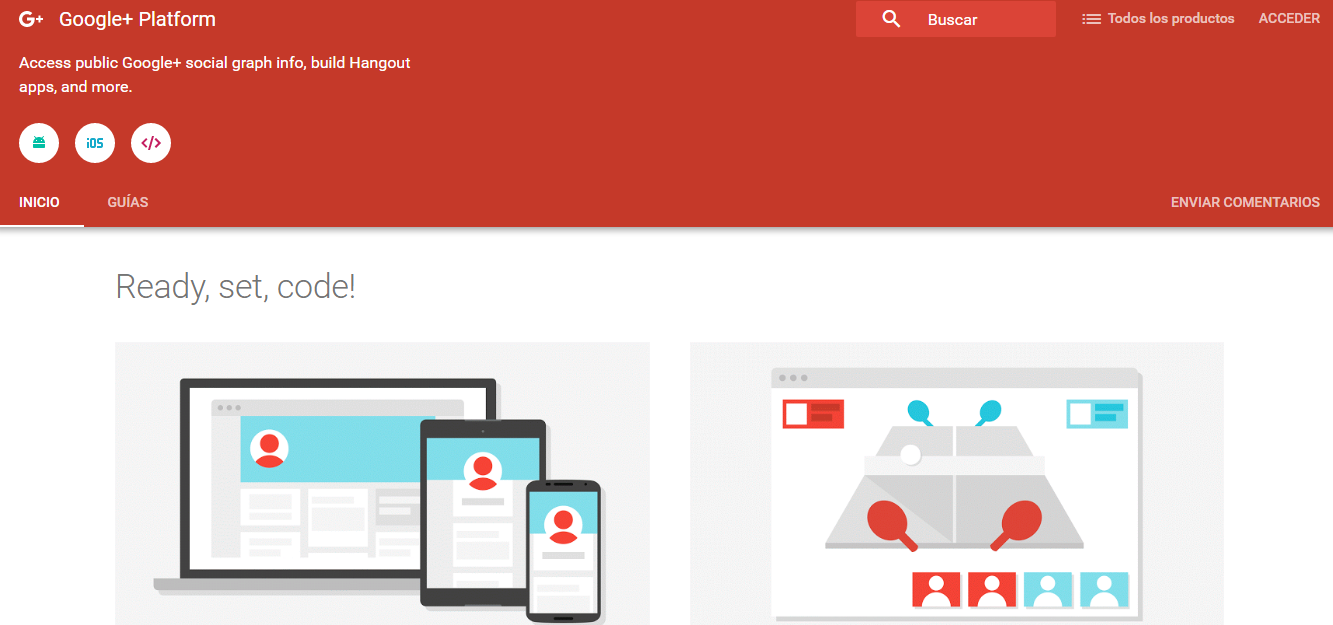 G+ Google+ Platform
Buscar
Todos los productos
ACCEDER
Access public Google+ social graph info, build Hangout
apps, and more.
iOS
</>
INICIO
GUÍAS
ENVIAR COMENTARIOS
Ready, set, code!